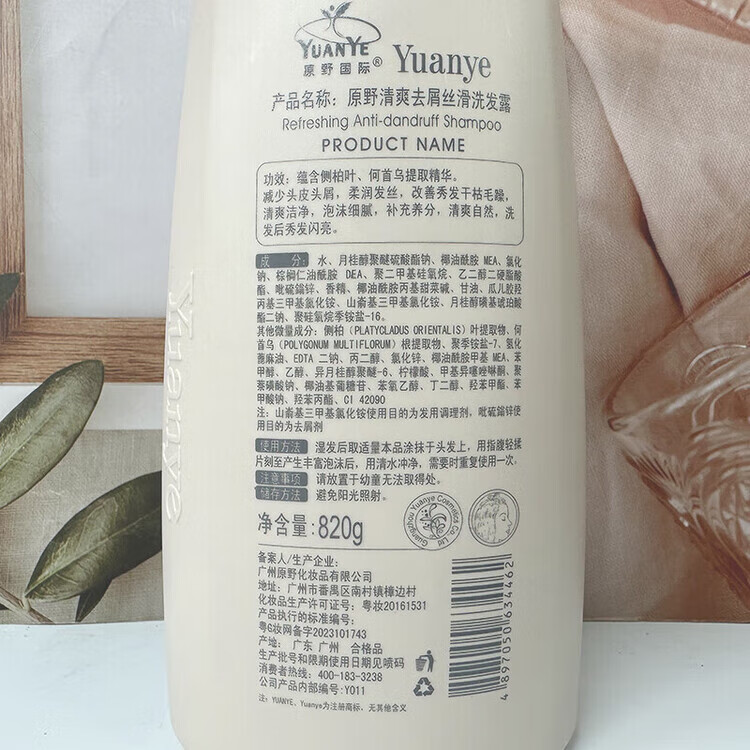 YUANYE
原野国际® Yuanye
产品名称：原野清爽去屑丝滑洗发露
Refreshing Anti-dandruff Shampoo
PRODUCT NAME
功效：蕴含侧柏叶、何首乌提取精华。
减少头皮头屑，柔润发丝，改善秀发干枯毛躁，
清爽洁净，泡沫细腻，补充养分，清爽自然，洗
发后秀发闪亮。
成 分：水、月桂醇聚醚硫酸酯钠、椰油酰胺 MEA、氯化
钠、棕榈仁油酰胺 DEA、聚二甲基硅氧烷、乙二醇二硬脂酸
酯、吡硫鎓锌、香精、椰油酰胺丙基甜菜碱、甘油、瓜儿胶羟
丙基三甲基氯化铵、山嵛基三甲基氯化铵、月桂醇磺基琥珀酸
酯二钠、聚硅氧烷季铵盐-16。
其他微量成分：侧柏（PLATYCLADUS ORIENTALIS）叶提取物、何
首乌（POLYGONUM MULTIFLORUM）根提取物、聚季铵盐-7、氢化
蓖麻油、EDTA 二钠、丙二醇、氯化锌、椰油酰胺甲基 MEA、苯
甲醇、乙醇、异月桂醇聚醚-6、柠檬酸、甲基异噻唑啉酮、聚
萘磺酸钠、椰油基葡糖苷、苯氧乙醇、丁二醇、羟苯甲酯、苯
甲酸钠、羟苯丙酯、CI 42090
注：山嵛基三甲基氯化铵使用目的为发用调理剂，吡硫鎓锌使
用目的为去屑剂
使用方法 湿发后取适量本品涂抹于头发上，用指腹轻揉
片刻至产生丰富泡沫后，用清水冲净，需要时重复使用一次。
注意事项 请放置于幼童无法取得处。
储存方法 避免阳光照射。
Guangzhou Yuanye Cosmetics Co.,Ltd
净含量:820g
备案人/生产企业：
广州原野化妆品有限公司
地址：广州市番禺区南村镇樟边村
化妆品生产许可证号：粤妆20161531
产品执行的标准编号：
粤G妆网备字2023101743
产地：广东 广州 合格品
生产批号和限期使用日期见喷码
消费者热线：400-183-3238
公司产品内部编号:Y011
注：YUANYE、Yuanye为注册商标，无其他含义
4897050634462
Yuanye